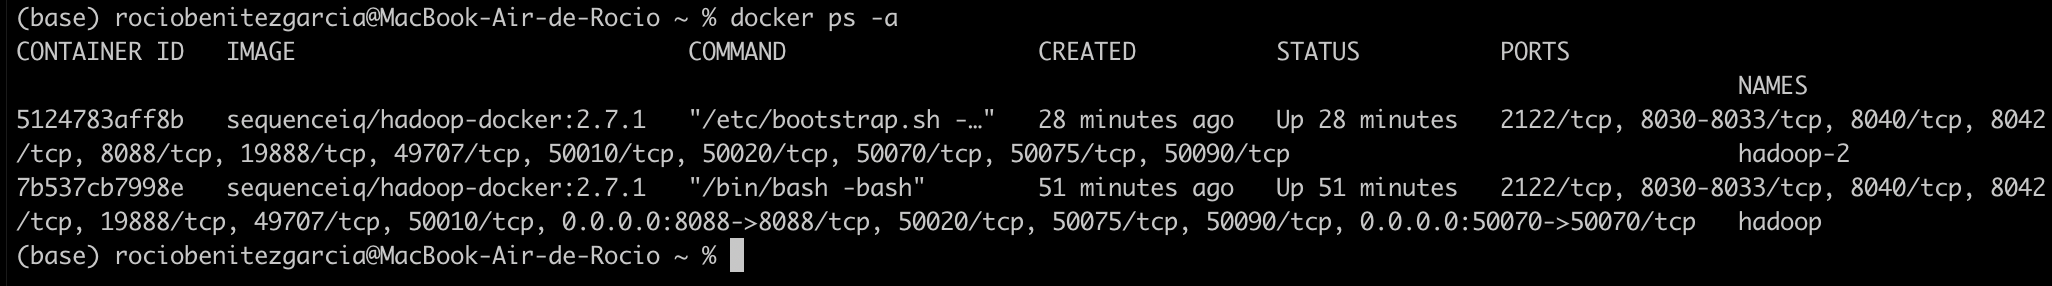 (base) rociobenitezgarcia@MacBook-Air-de-Rocio ~ % docker ps -a
CONTAINER ID   IMAGE                            COMMAND                  CREATED          STATUS          PORTS
NAMES
5124783aff8b   sequenceiq/hadoop-docker:2.7.1   "/etc/bootstrap.sh -…"   28 minutes ago   Up 28 minutes   2122/tcp, 8030-8033/tcp, 8040/tcp, 8042
/tcp, 8088/tcp, 19888/tcp, 49707/tcp, 50010/tcp, 50020/tcp, 50070/tcp, 50075/tcp, 50090/tcp                                hadoop-2
7b537cb7998e   sequenceiq/hadoop-docker:2.7.1   "/bin/bash -bash"        51 minutes ago   Up 51 minutes   2122/tcp, 8030-8033/tcp, 8040/tcp, 8042
/tcp, 19888/tcp, 49707/tcp, 50010/tcp, 0.0.0.0:8088->8088/tcp, 50020/tcp, 50075/tcp, 50090/tcp, 0.0.0.0:50070->50070/tcp   hadoop
(base) rociobenitezgarcia@MacBook-Air-de-Rocio ~ %